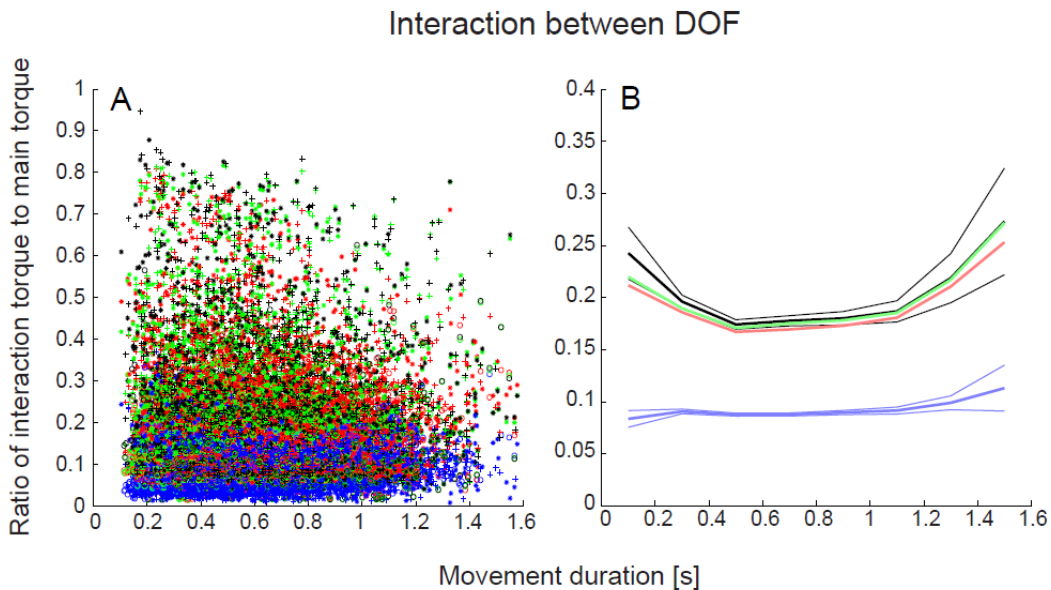 Interaction between DOF
Ratio of interaction torque to main torque
A
1
0.9
0.8
0.7
0.6
0.5
0.4
0.3
0.2
0.1
0
0 0.2 0.4 0.6 0.8 1 1.2 1.4 1.6
B
0.4
0.35
0.3
0.25
0.2
0.15
0.1
0.05
0
0 0.2 0.4 0.6 0.8 1 1.2 1.4 1.6
Movement duration [s]